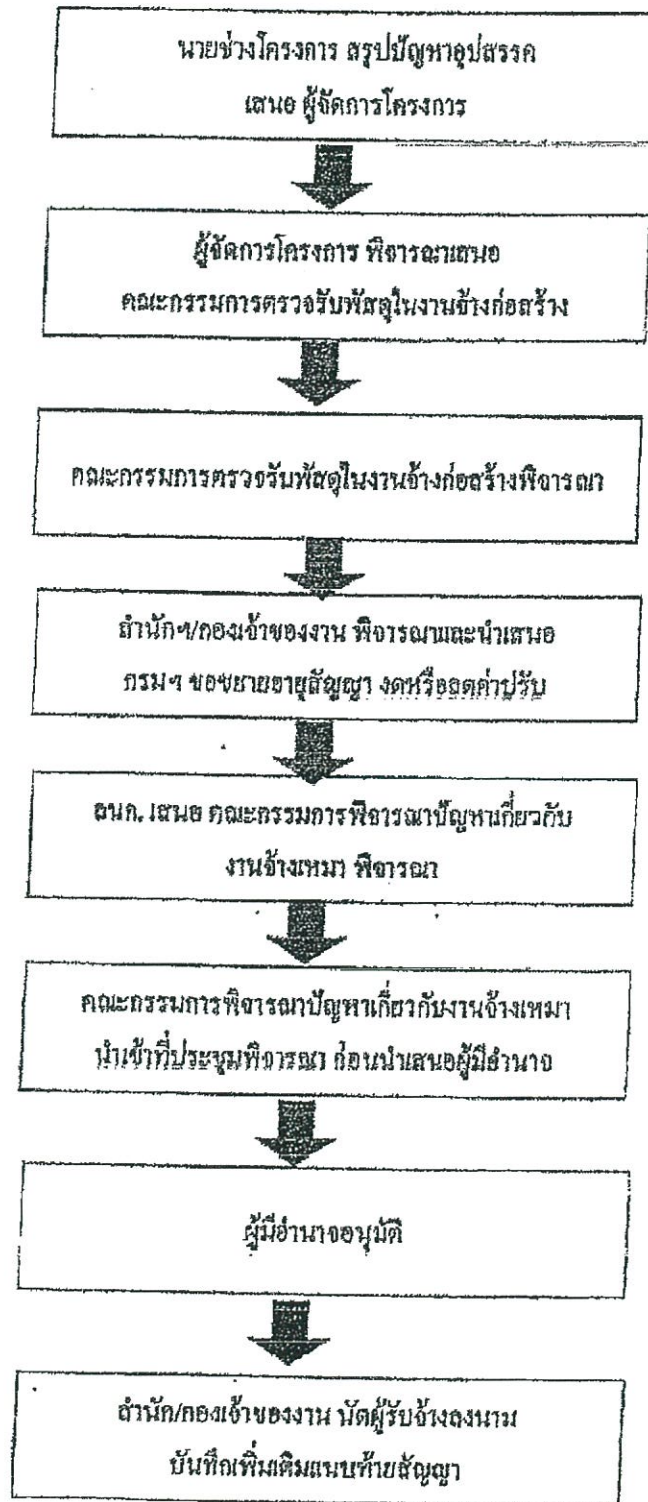 นายช่างโครงการ สรุปปัญหาอุปสรรค
เสนอ ผู้จัดการโครงการ
ผู้จัดการโครงการ พิจารณาเสนอ
คณะกรรมการตรวจรับพัสดุในงานจ้างก่อสร้าง
คณะกรรมการตรวจรับพัสดุในงานจ้างก่อสร้างพิจารณา
สำนักฯ/กองเจ้าของงาน พิจารณาและนำเสนอ
กรมฯ ขอขยายอายุสัญญา งดหรือลดค่าปรับ
อนก. เสนอ คณะกรรมการพิจารณาปัญหาเกี่ยวกับ
งานจ้างเหมา พิจารณา
คณะกรรมการพิจารณาปัญหาเกี่ยวกับงานจ้างเหมา
นำเข้าที่ประชุมพิจารณา ก่อนนำเสนอผู้มีอำนาจ
ผู้มีอำนาจอนุมัติ
สำนัก/กองเจ้าของงาน นัดผู้รับจ้างลงนาม
บันทึกเพิ่มเติมแนบท้ายสัญญา